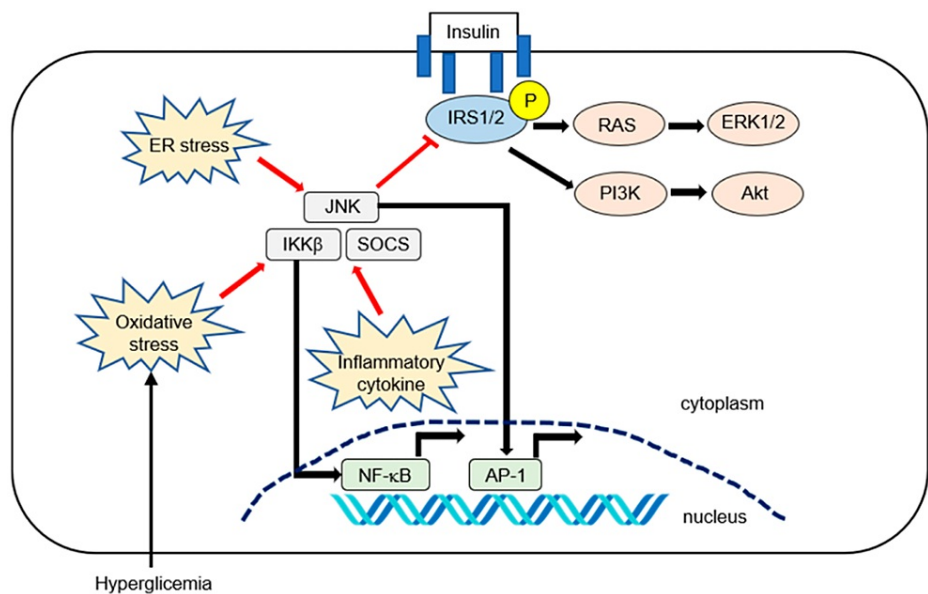 Insulin
P
IRS1/2
RAS
ERK1/2
ER stress
PI3K
Akt
JNK
IKKβ
SOCS
Oxidative
stress
Inflammatory
cytokine
cytoplasm
NF-κB
AP-1
nucleus
Hyperglicemia